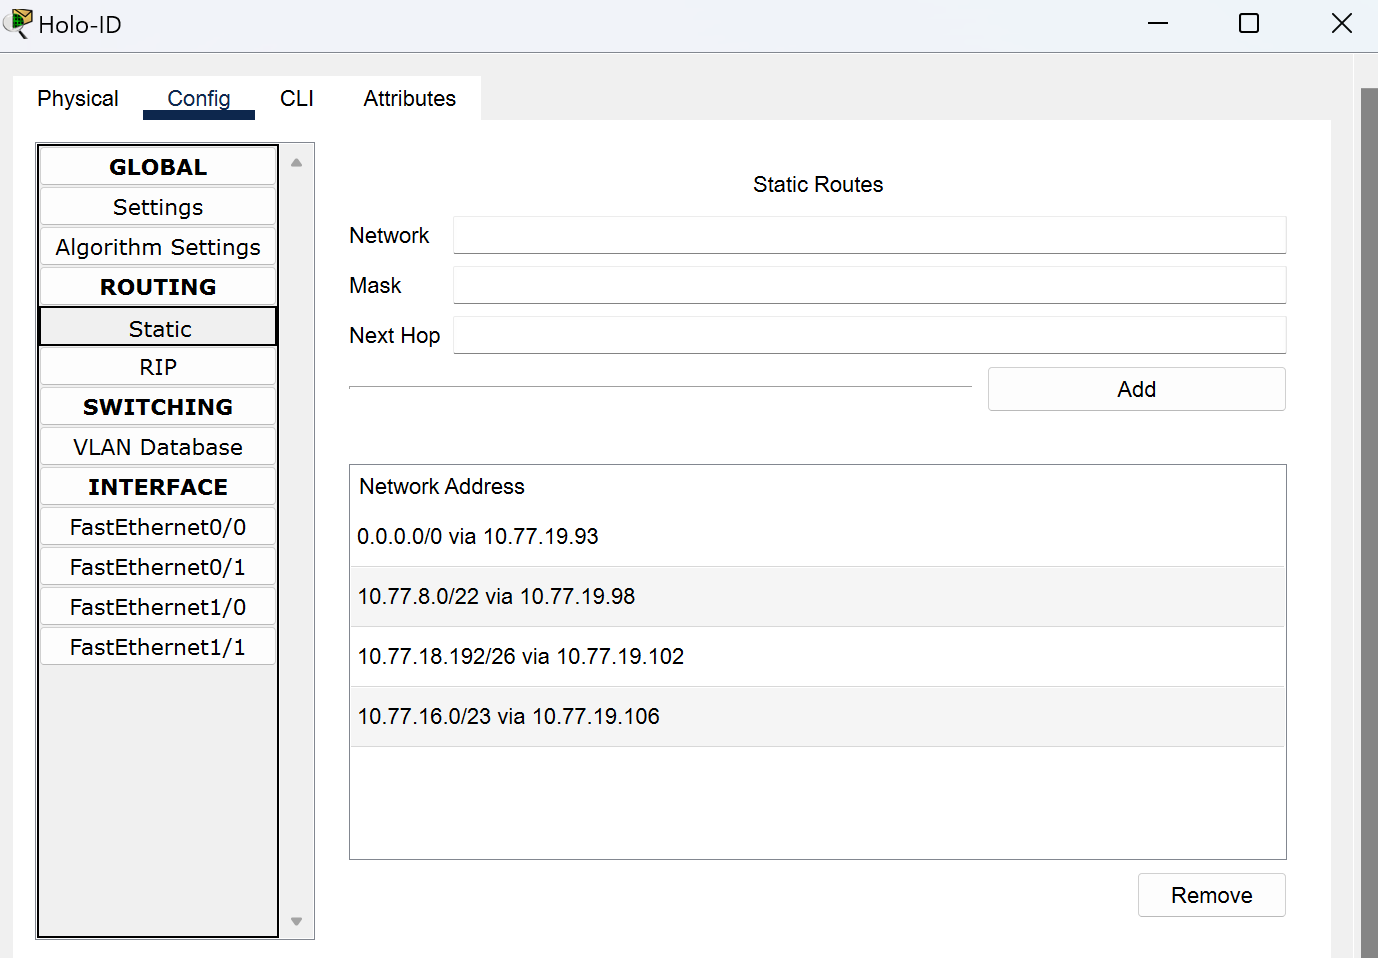 Holo-ID
Physical Config CLI Attributes
GLOBAL
Settings
Algorithm Settings
ROUTING
Static
RIP
SWITCHING
VLAN Database
INTERFACE
FastEthernet0/0
FastEthernet0/1
FastEthernet1/0
FastEthernet1/1
Static Routes
Network
Mask
Next Hop
Add
Network Address
0.0.0.0/0 via 10.77.19.93
10.77.8.0/22 via 10.77.19.98
10.77.18.192/26 via 10.77.19.102
10.77.16.0/23 via 10.77.19.106
Remove